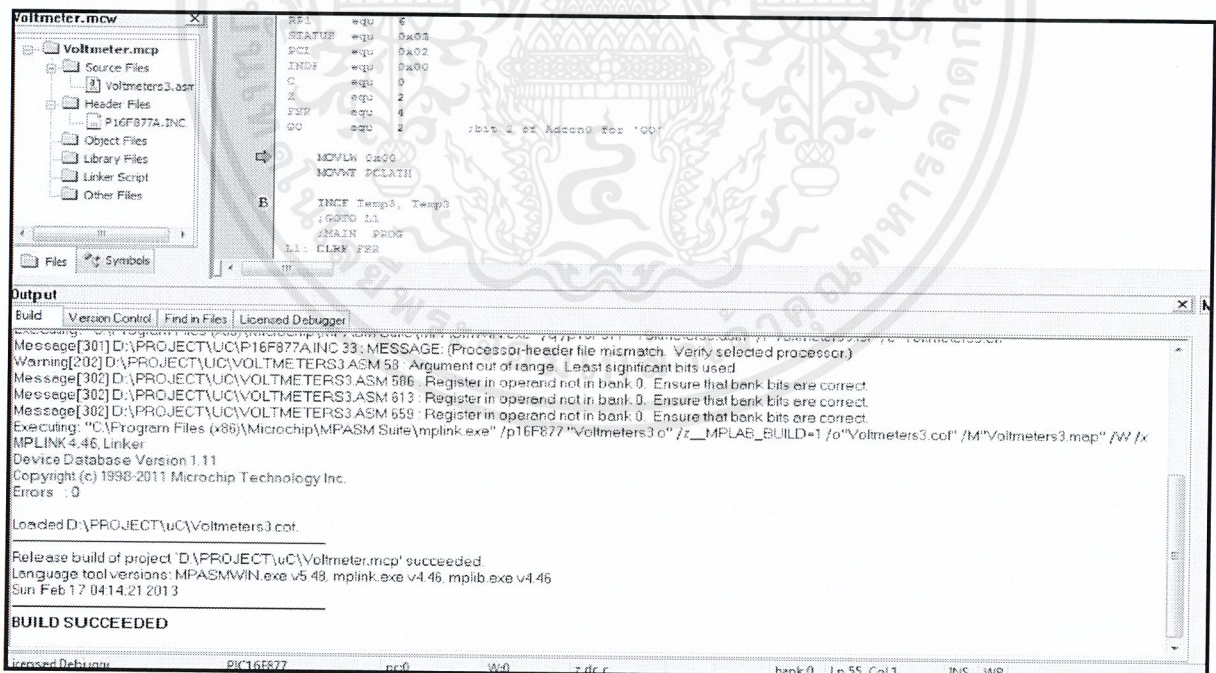 Voltmeter.mcw
Voltmeter.mcp
Source Files
Voltmeters3.asm
Header Files
P16F877A.INC
Object Files
Library Files
Linker Script
Other Files
Files Symbols
RP1 equ 6
STATUS equ 0x03
PCL equ 0x02
INDF equ 0x00
C equ 0
Z equ 2
FSR equ 4
GO equ 2 ;bit 2 of Adcon0 for 'GO'
MOVLW 0x00
MOVWF PCLATH
B INCF Temp3, Temp3
;GOTO L1
;MAIN PROG
L1: CLRF FSR
Output
Build Version Control Find in Files Licensed Debugger
Message[301] D:\PROJECT\UC\P16F877A.INC 33 : MESSAGE: (Processor-header file mismatch. Verify selected processor.)
Warning[202] D:\PROJECT\UC\VOLTMETERS3.ASM 58 : Argument out of range. Least significant bits used.
Message[302] D:\PROJECT\UC\VOLTMETERS3.ASM 586 : Register in operand not in bank 0. Ensure that bank bits are correct.
Message[302] D:\PROJECT\UC\VOLTMETERS3.ASM 613 : Register in operand not in bank 0. Ensure that bank bits are correct.
Message[302] D:\PROJECT\UC\VOLTMETERS3.ASM 659 : Register in operand not in bank 0. Ensure that bank bits are correct.
Executing: "C:\Program Files (x86)\Microchip\MPASM Suite\mplink.exe" /p16F877 "Voltmeters3.o" /z__MPLAB_BUILD=1 /o"Voltmeters3.cof" /M"Voltmeters3.map" /W /x
MPLINK 4.46, Linker
Device Database Version 1.11
Copyright (c) 1998-2011 Microchip Technology Inc.
Errors : 0
Loaded D:\PROJECT\uC\Voltmeters3.cof.
Release build of project `D:\PROJECT\uC\Voltmeter.mcp' succeeded.
Language tool versions: MPASMWIN.exe v5.48, mplink.exe v4.46, mplib.exe v4.46
Sun Feb 17 04:14:21 2013
BUILD SUCCEEDED
Licensed Debugger PIC16F877 pc:0 W:0 z dc c bank 0 Ln 55, Col 1 INS WR